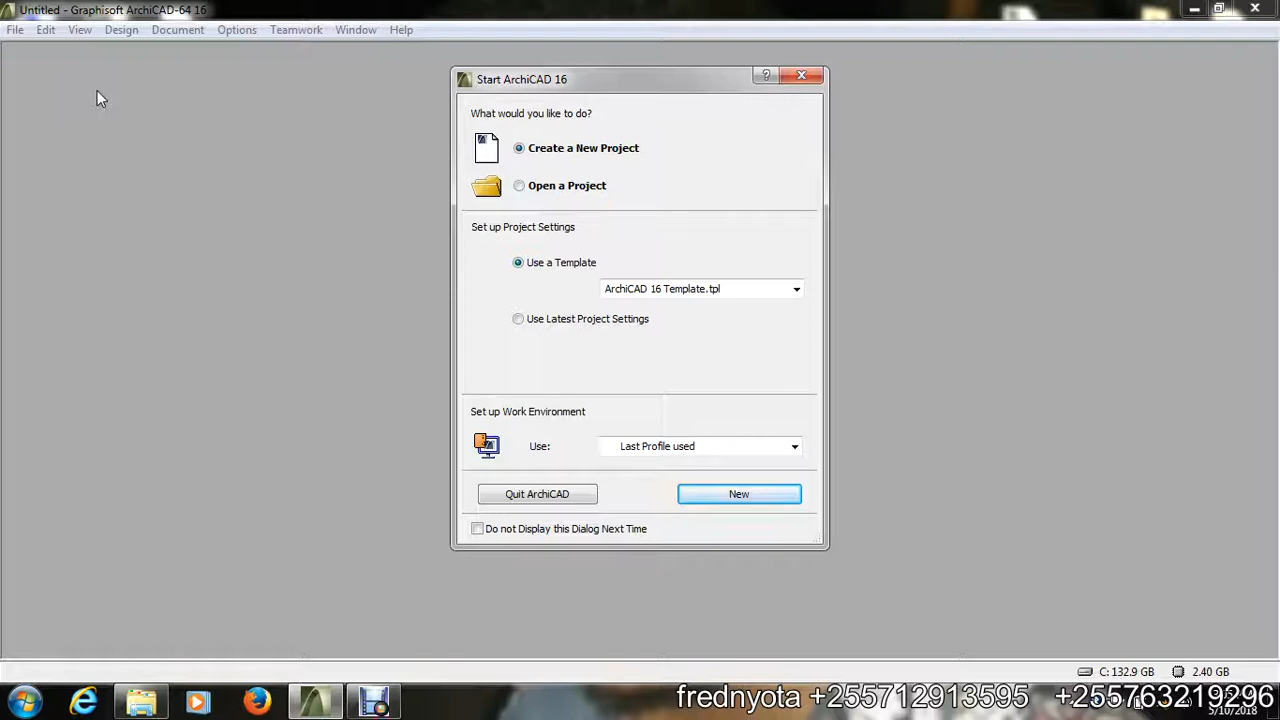 Untitled - Graphisoft ArchiCAD-64 16
File Edit View Design Document Options Teamwork Window Help
Start ArchiCAD 16
What would you like to do?
Create a New Project
Open a Project
Set up Project Settings
Use a Template
ArchiCAD 16 Template.tpl
Use Latest Project Settings
Set up Work Environment
Use: Last Profile used
Quit ArchiCAD New
Do not Display this Dialog Next Time
C: 132.9 GB 2.40 GB
frednyota +255712913595 +255763219296
5/10/2018